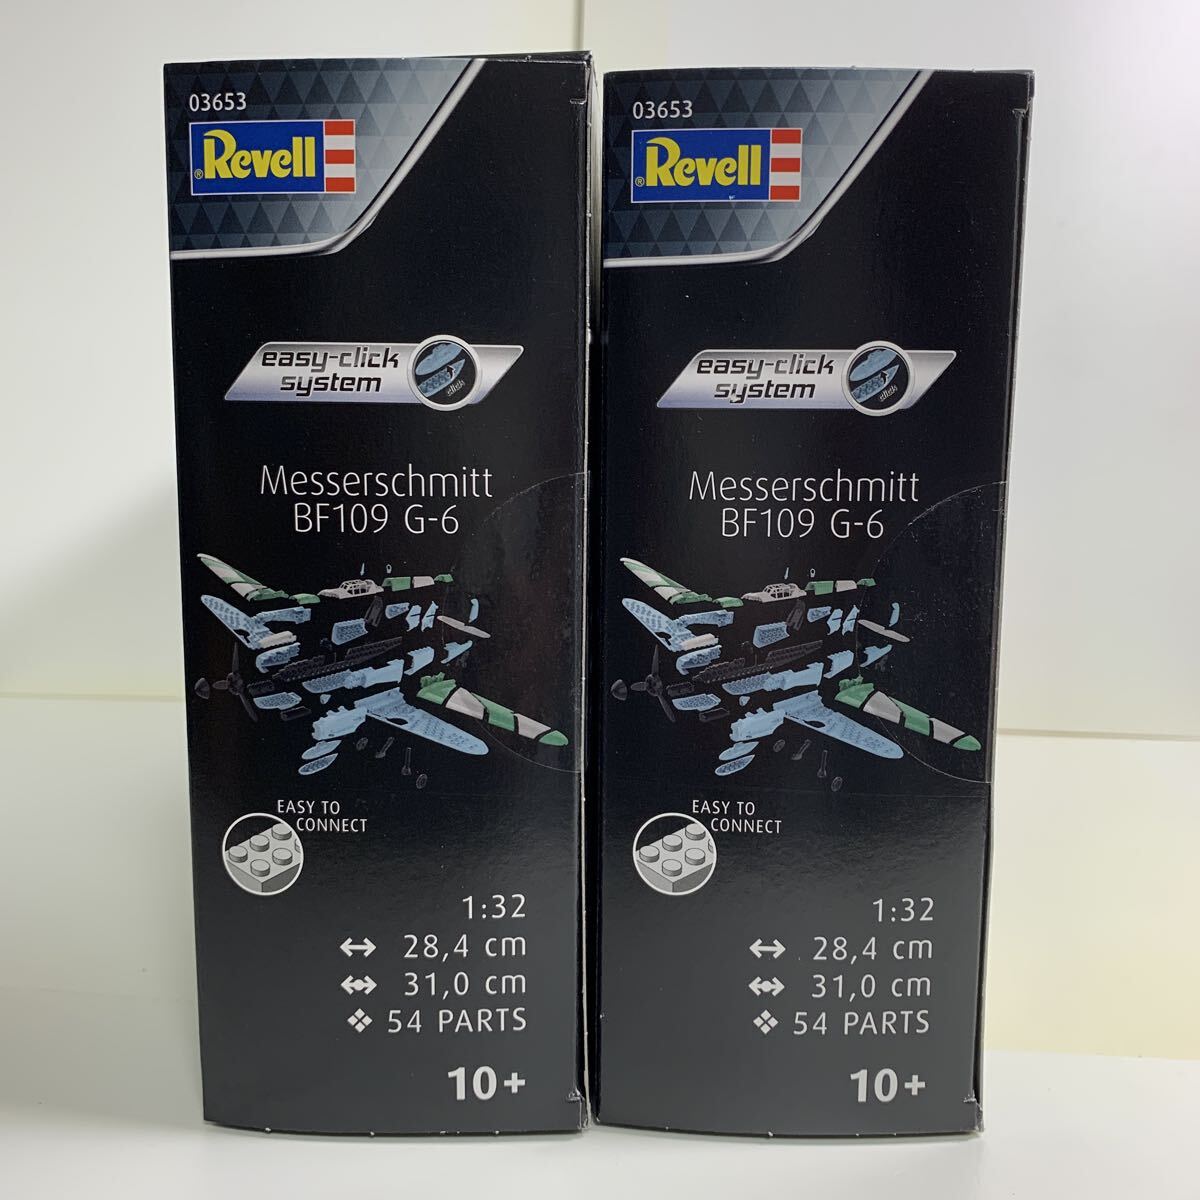 03653
®Revell
easy-click
system
click
Messerschmitt
BF109 G-6
EASY TO
CONNECT
1:32
28,4 cm
31,0 cm
54 PARTS
10+
03653
®Revell
easy-click
system
click
Messerschmitt
BF109 G-6
EASY TO
CONNECT
1:32
28,4 cm
31,0 cm
54 PARTS
10+